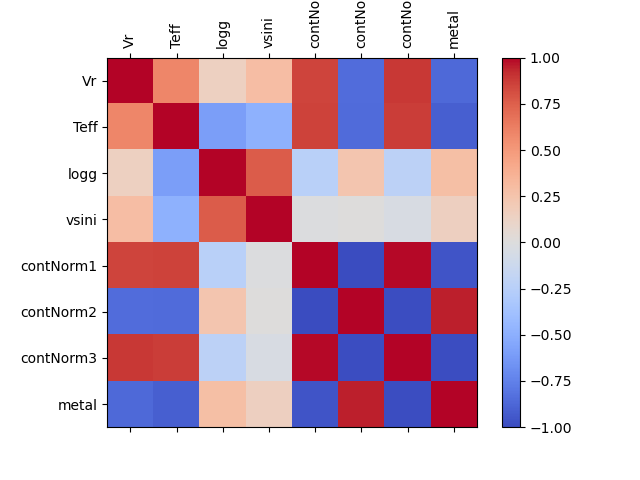 Vr
Teff
logg
vsini
contNo
contNo
contNo
metal
Vr
Teff
logg
vsini
contNorm1
contNorm2
contNorm3
metal
1.00
0.75
0.50
0.25
0.00
−0.25
−0.50
−0.75
−1.00